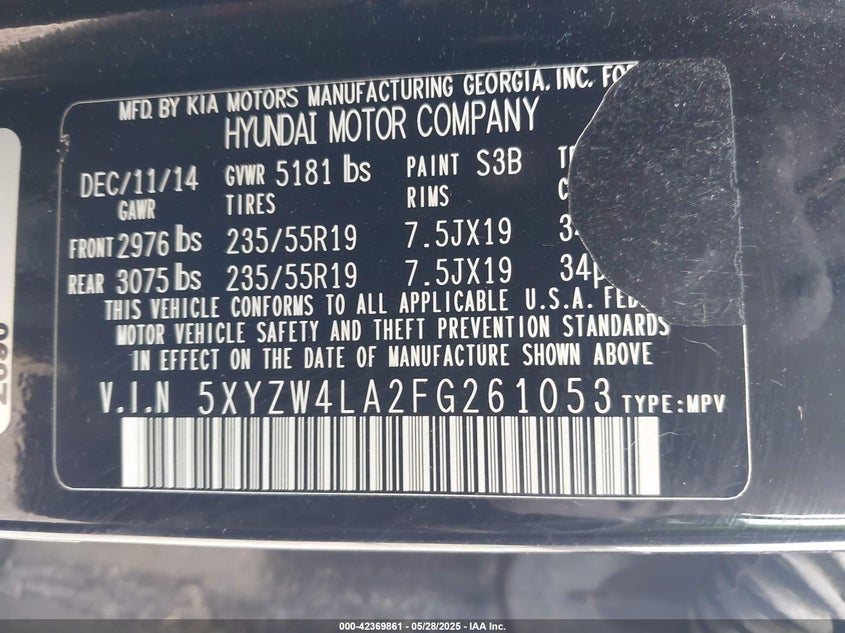 MFD. BY KIA MOTORS MANUFACTURING GEORGIA, INC. FO
HYUNDAI MOTOR COMPANY
DEC/11/14 GVWR 5181 lbs PAINT S3B
GAWR TIRES RIMS
FRONT 2976 lbs 235/55R19 7.5JX19
REAR 3075 lbs 235/55R19 7.5JX19 34
THIS VEHICLE CONFORMS TO ALL APPLICABLE U.S.A. FED
MOTOR VEHICLE SAFETY AND THEFT PREVENTION STANDARDS
IN EFFECT ON THE DATE OF MANUFACTURE SHOWN ABOVE
V.I.N 5XYZW4LA2FG261053 TYPE:MPV
000-42369861 - 05/28/2025 - IAA Inc.